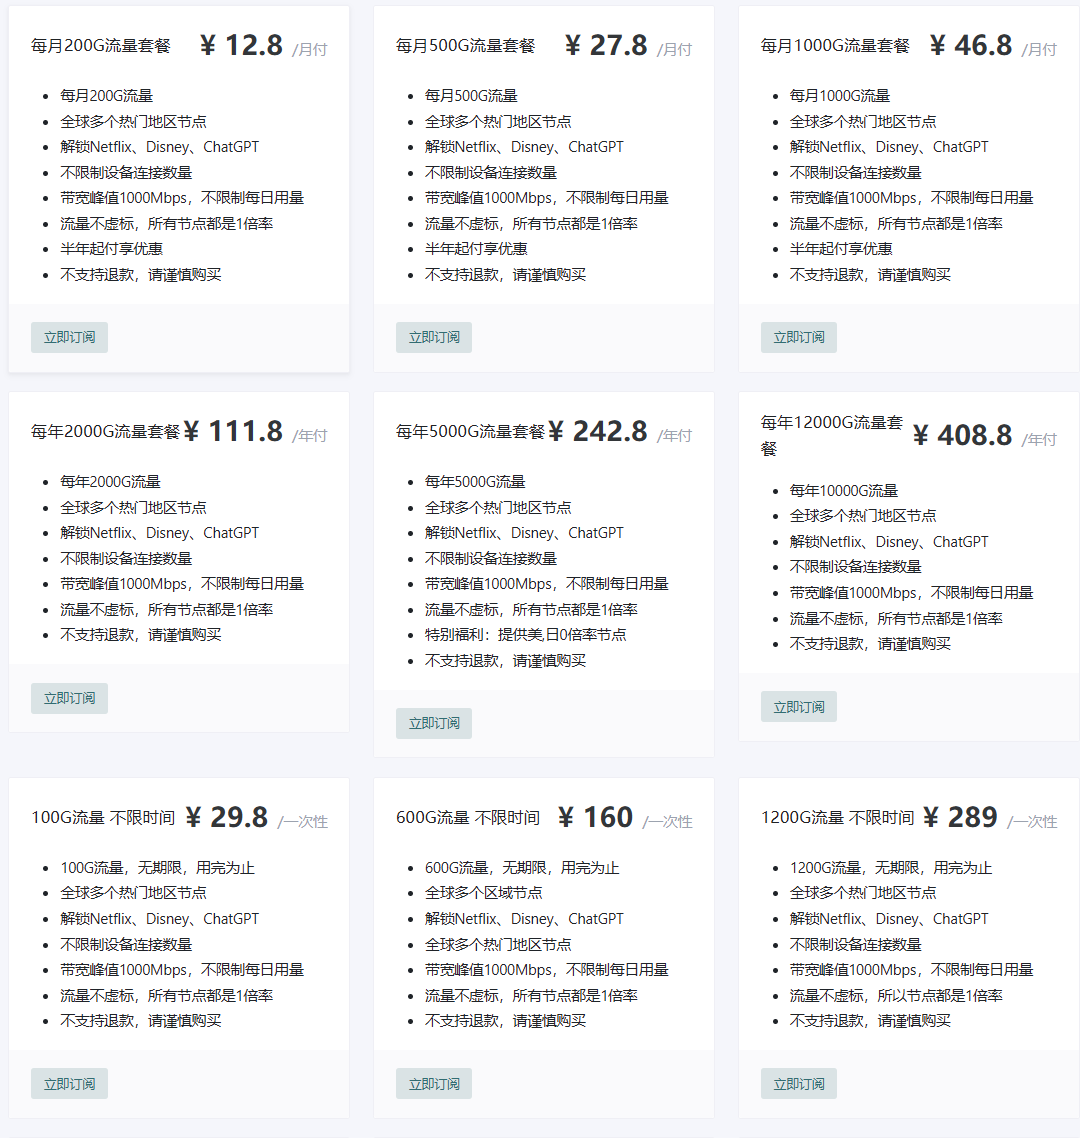 每月200G流量套餐 ¥ 12.8 /月付
每月200G流量
全球多个热门地区节点
解锁Netflix、Disney、ChatGPT
不限制设备连接数量
带宽峰值1000Mbps，不限制每日用量
流量不虚标，所有节点都是1倍率
半年起付享优惠
不支持退款，请谨慎购买
立即订阅
每月500G流量套餐 ¥ 27.8 /月付
每月500G流量
全球多个热门地区节点
解锁Netflix、Disney、ChatGPT
不限制设备连接数量
带宽峰值1000Mbps，不限制每日用量
流量不虚标，所有节点都是1倍率
半年起付享优惠
不支持退款，请谨慎购买
立即订阅
每月1000G流量套餐 ¥ 46.8 /月付
每月1000G流量
全球多个热门地区节点
解锁Netflix、Disney、ChatGPT
不限制设备连接数量
带宽峰值1000Mbps，不限制每日用量
流量不虚标，所有节点都是1倍率
半年起付享优惠
不支持退款，请谨慎购买
立即订阅
每年2000G流量套餐 ¥ 111.8 /年付
每年2000G流量
全球多个热门地区节点
解锁Netflix、Disney、ChatGPT
不限制设备连接数量
带宽峰值1000Mbps，不限制每日用量
流量不虚标，所有节点都是1倍率
不支持退款，请谨慎购买
立即订阅
每年5000G流量套餐 ¥ 242.8 /年付
每年5000G流量
全球多个热门地区节点
解锁Netflix、Disney、ChatGPT
不限制设备连接数量
带宽峰值1000Mbps，不限制每日用量
流量不虚标，所有节点都是1倍率
特别福利：提供美,日0倍率节点
不支持退款，请谨慎购买
立即订阅
每年12000G流量套
餐
¥ 408.8 /年付
每年10000G流量
全球多个热门地区节点
解锁Netflix、Disney、ChatGPT
不限制设备连接数量
带宽峰值1000Mbps，不限制每日用量
流量不虚标，所有节点都是1倍率
不支持退款，请谨慎购买
立即订阅
100G流量 不限时间 ¥ 29.8 /一次性
100G流量，无期限，用完为止
全球多个热门地区节点
解锁Netflix、Disney、ChatGPT
不限制设备连接数量
带宽峰值1000Mbps，不限制每日用量
流量不虚标，所有节点都是1倍率
不支持退款，请谨慎购买
立即订阅
600G流量 不限时间 ¥ 160 /一次性
600G流量，无期限，用完为止
全球多个区域节点
解锁Netflix、Disney、ChatGPT
全球多个热门地区节点
带宽峰值1000Mbps，不限制每日用量
流量不虚标，所有节点都是1倍率
不支持退款，请谨慎购买
立即订阅
1200G流量 不限时间 ¥ 289 /一次性
1200G流量，无期限，用完为止
全球多个热门地区节点
解锁Netflix、Disney、ChatGPT
不限制设备连接数量
带宽峰值1000Mbps，不限制每日用量
流量不虚标，所以节点都是1倍率
不支持退款，请谨慎购买
立即订阅